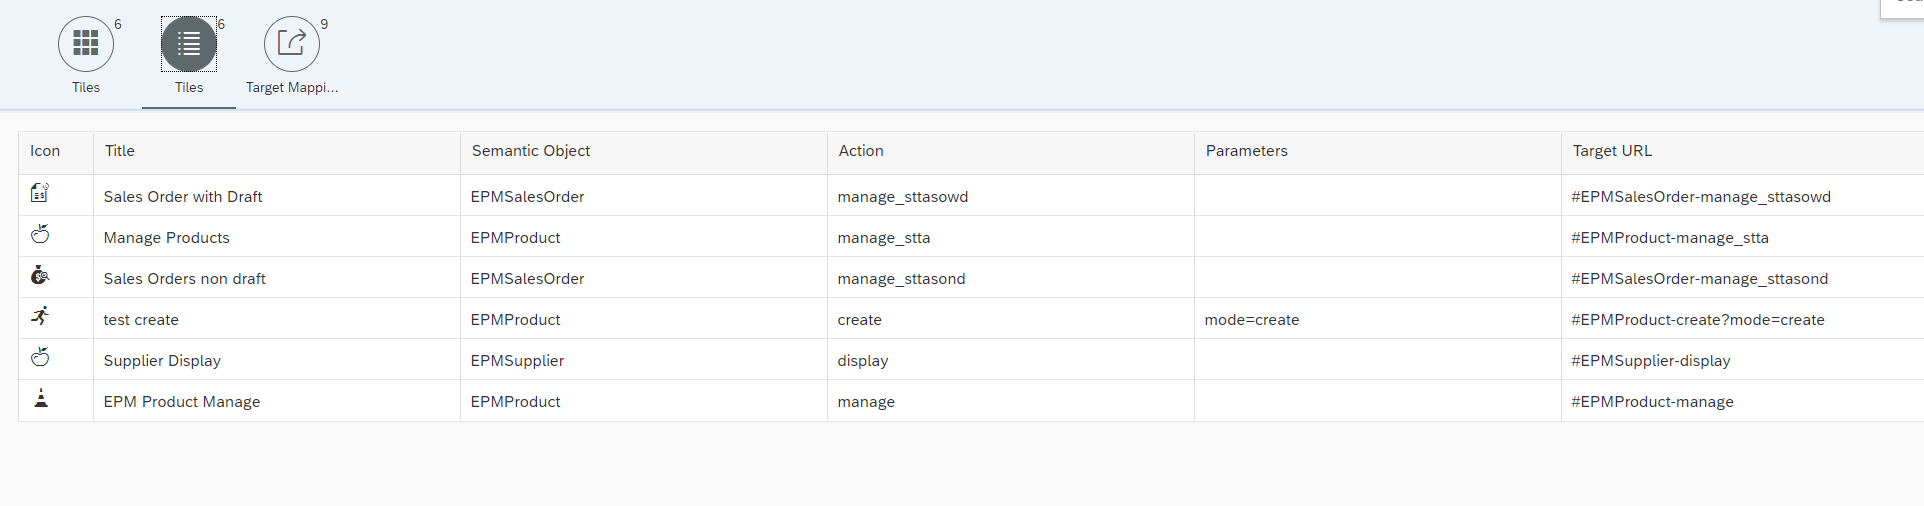 6 6 9
Tiles Tiles Target Mappi...
Icon Title Semantic Object Action Parameters Target URL
Sales Order with Draft EPMSalesOrder manage_sttasowd #EPMSalesOrder-manage_sttasowd
Manage Products EPMProduct manage_stta #EPMProduct-manage_stta
Sales Orders non draft EPMSalesOrder manage_sttasond #EPMSalesOrder-manage_sttasond
test create EPMProduct create mode=create #EPMProduct-create?mode=create
Supplier Display EPMSupplier display #EPMSupplier-display
EPM Product Manage EPMProduct manage #EPMProduct-manage